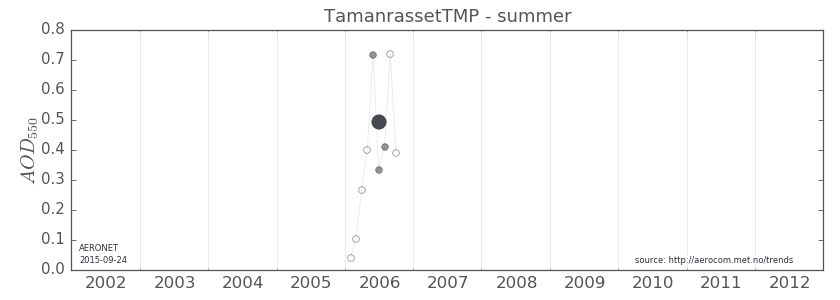 TamanrassetTMP - summer
0.8
0.7
0.6
0.5
0.4
0.3
0.2
0.1
0.0
AOD550
AERONET
2015-09-24
source: http://aerocom.met.no/trends
2002 2003 2004 2005 2006 2007 2008 2009 2010 2011 2012